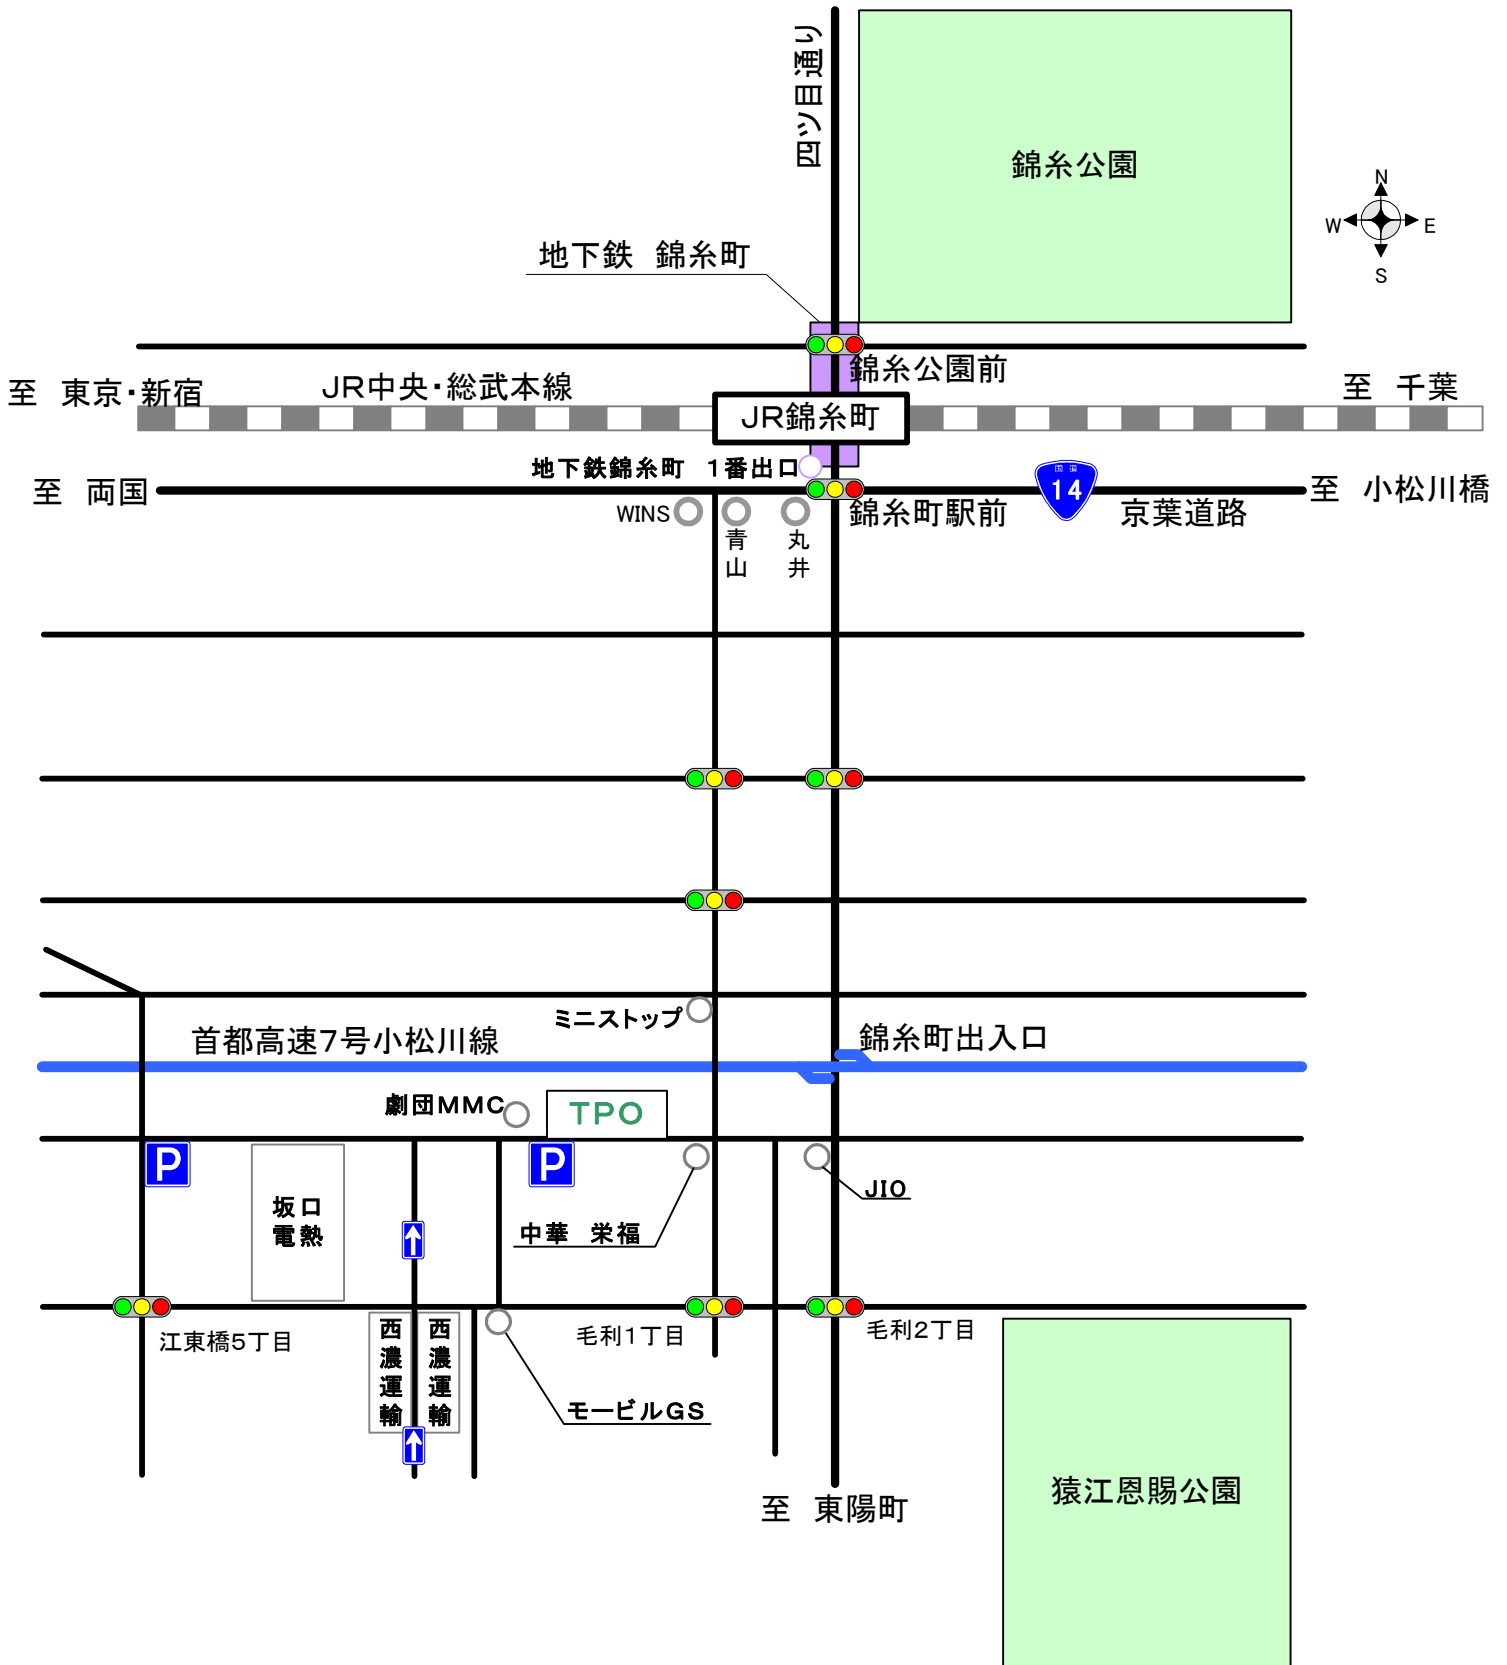 四ツ目通り
錦糸公園
N
W
E
S
地下鉄　錦糸町
錦糸公園前
至　東京・新宿
JR中央・総武本線
至　千葉
JR錦糸町
地下鉄錦糸町　1番出口
至　両国
国道
14
至　小松川橋
WINS
錦糸町駅前
京葉道路
青山
丸井
ミニストップ
首都高速7号小松川線
錦糸町出入口
劇団MMC
TPO
P
P
坂口
電熱
JIO
中華　栄福
江東橋5丁目
西濃運輸
西濃運輸
毛利1丁目
毛利2丁目
モービルGS
猿江恩賜公園
至　東陽町